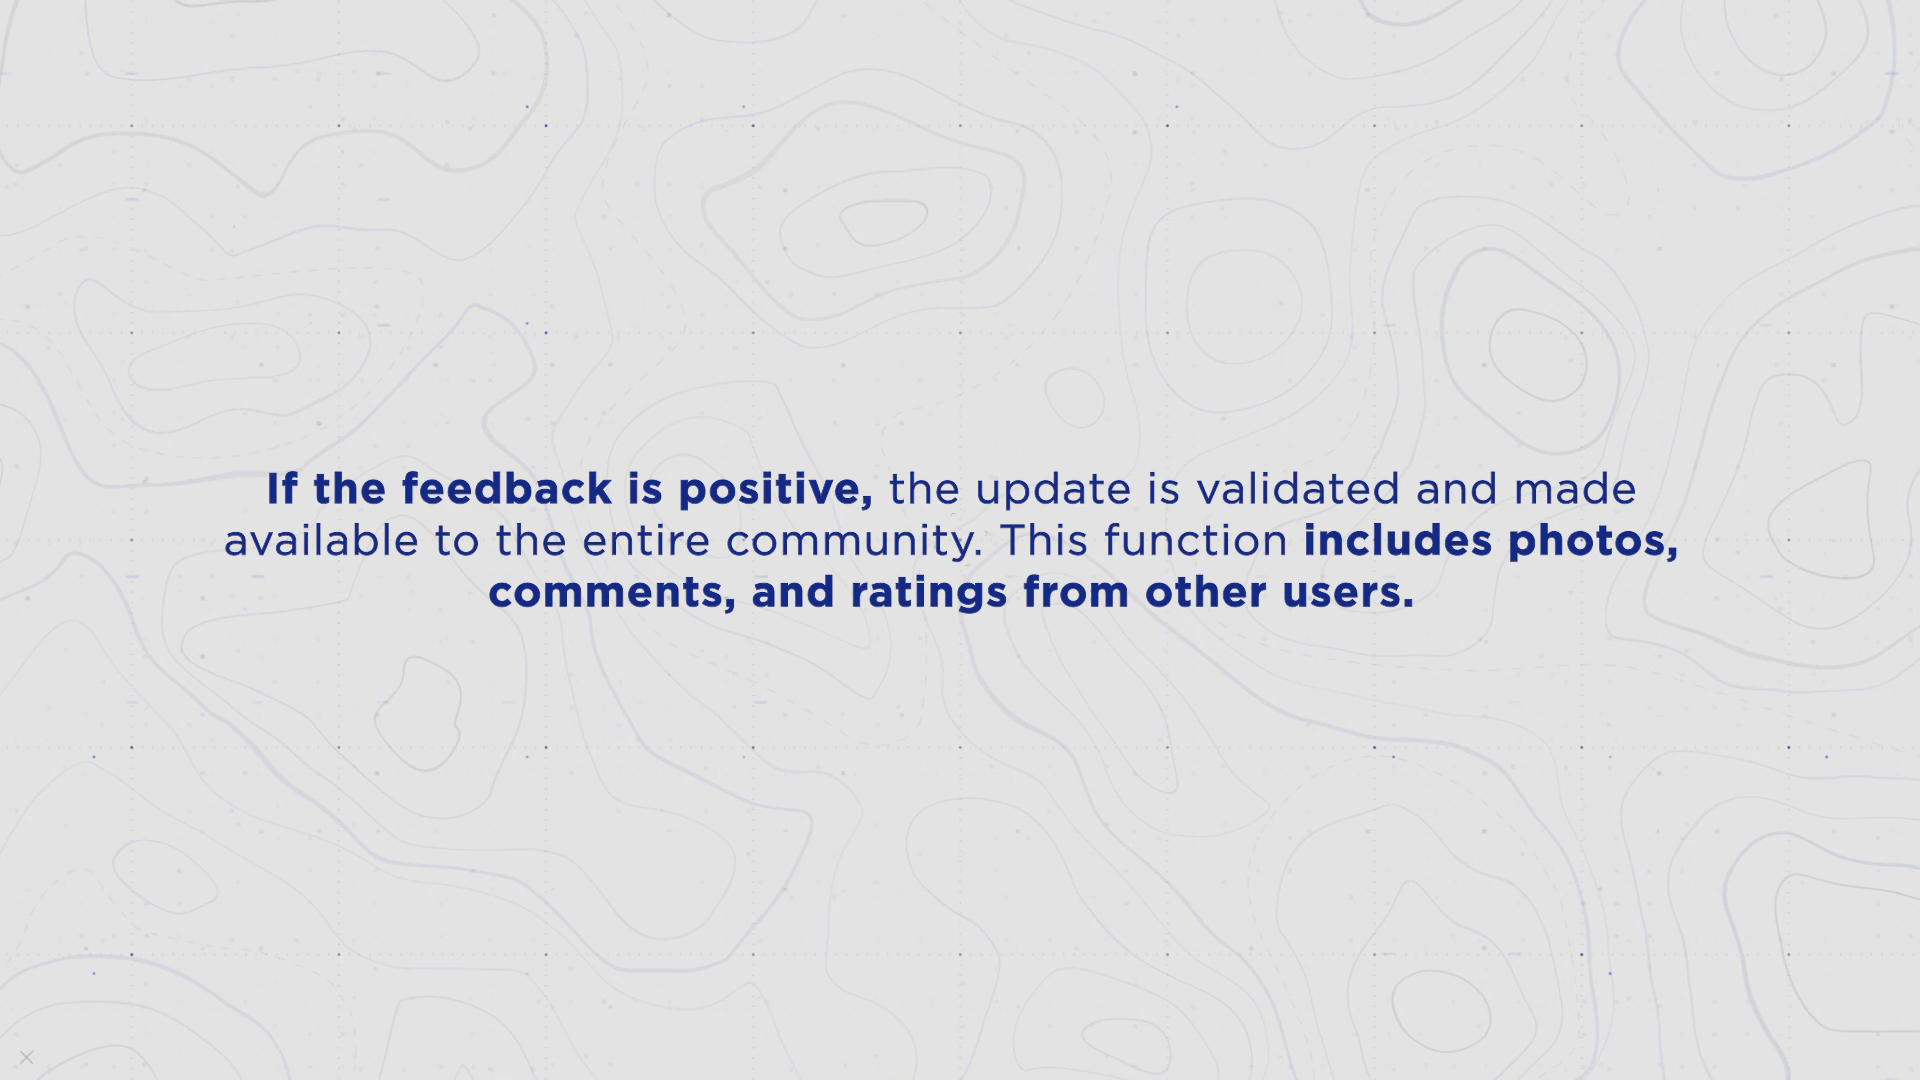 If the feedback is positive, the update is validated and made
available to the entire community. This function includes photos,
comments, and ratings from other users.